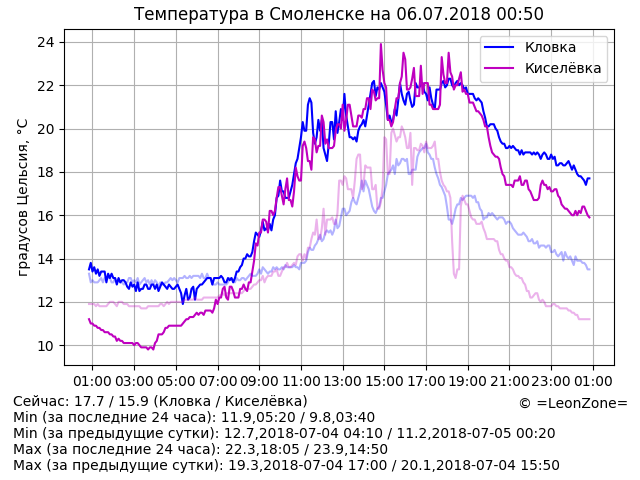 Температура в Смоленске на 06.07.2018 00:50
градусов Цельсия, °C
24
22
20
18
16
14
12
10
Кловка
Киселёвка
01:00 03:00 05:00 07:00 09:00 11:00 13:00 15:00 17:00 19:00 21:00 23:00 01:00
Сейчас: 17.7 / 15.9 (Кловка / Киселёвка)
© =LeonZone=
Min (за последние 24 часа): 11.9,05:20 / 9.8,03:40
Min (за предыдущие сутки): 12.7,2018-07-04 04:10 / 11.2,2018-07-05 00:20
Max (за последние 24 часа): 22.3,18:05 / 23.9,14:50
Max (за предыдущие сутки): 19.3,2018-07-04 17:00 / 20.1,2018-07-04 15:50